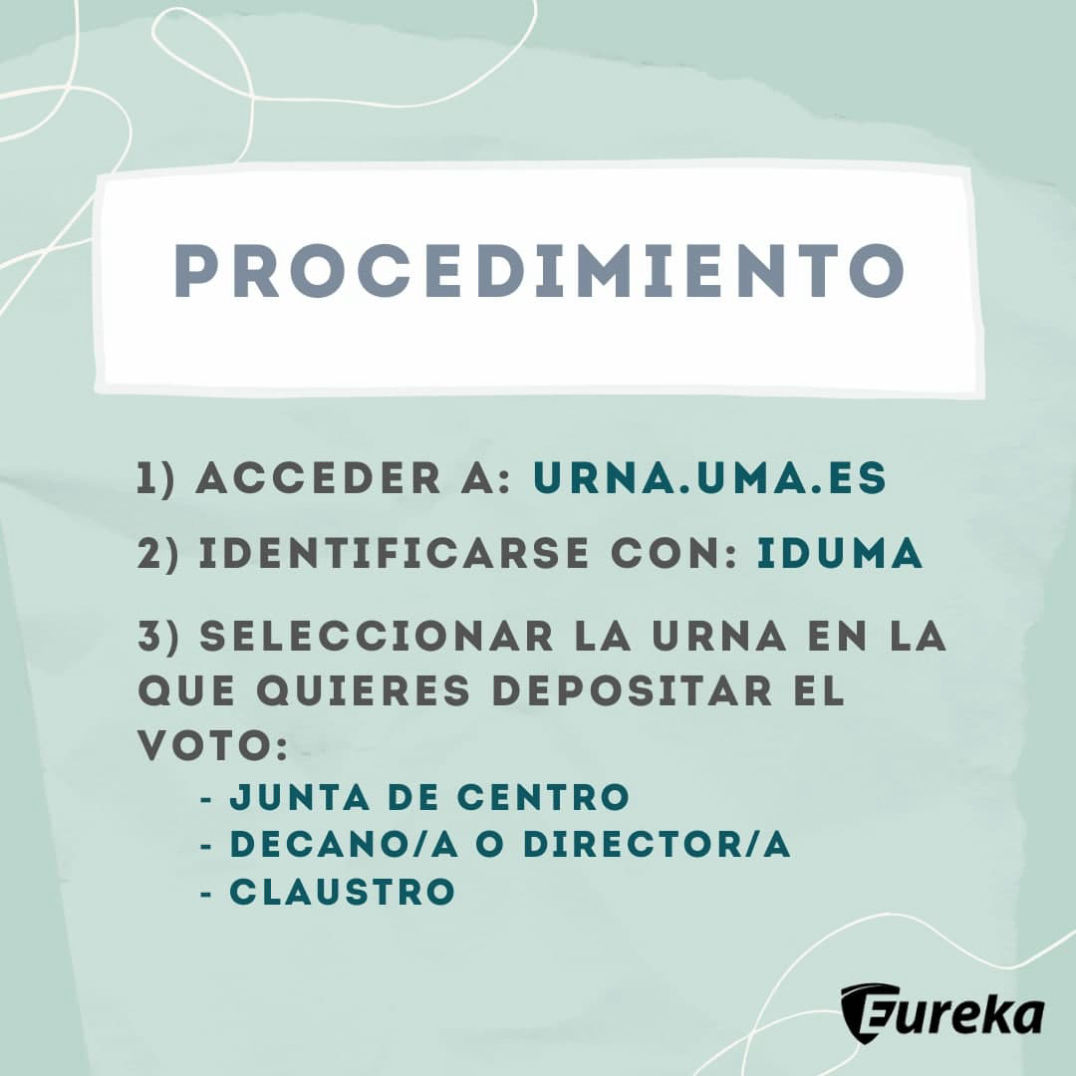 PROCEDIMIENTO
1) ACCEDER A: URNA.UMA.ES
2) IDENTIFICARSE CON: IDUMA
3) SELECCIONAR LA URNA EN LA
QUE QUIERES DEPOSITAR EL
VOTO:
- JUNTA DE CENTRO
- DECANO/A O DIRECTOR/A
- CLAUSTRO
Eureka